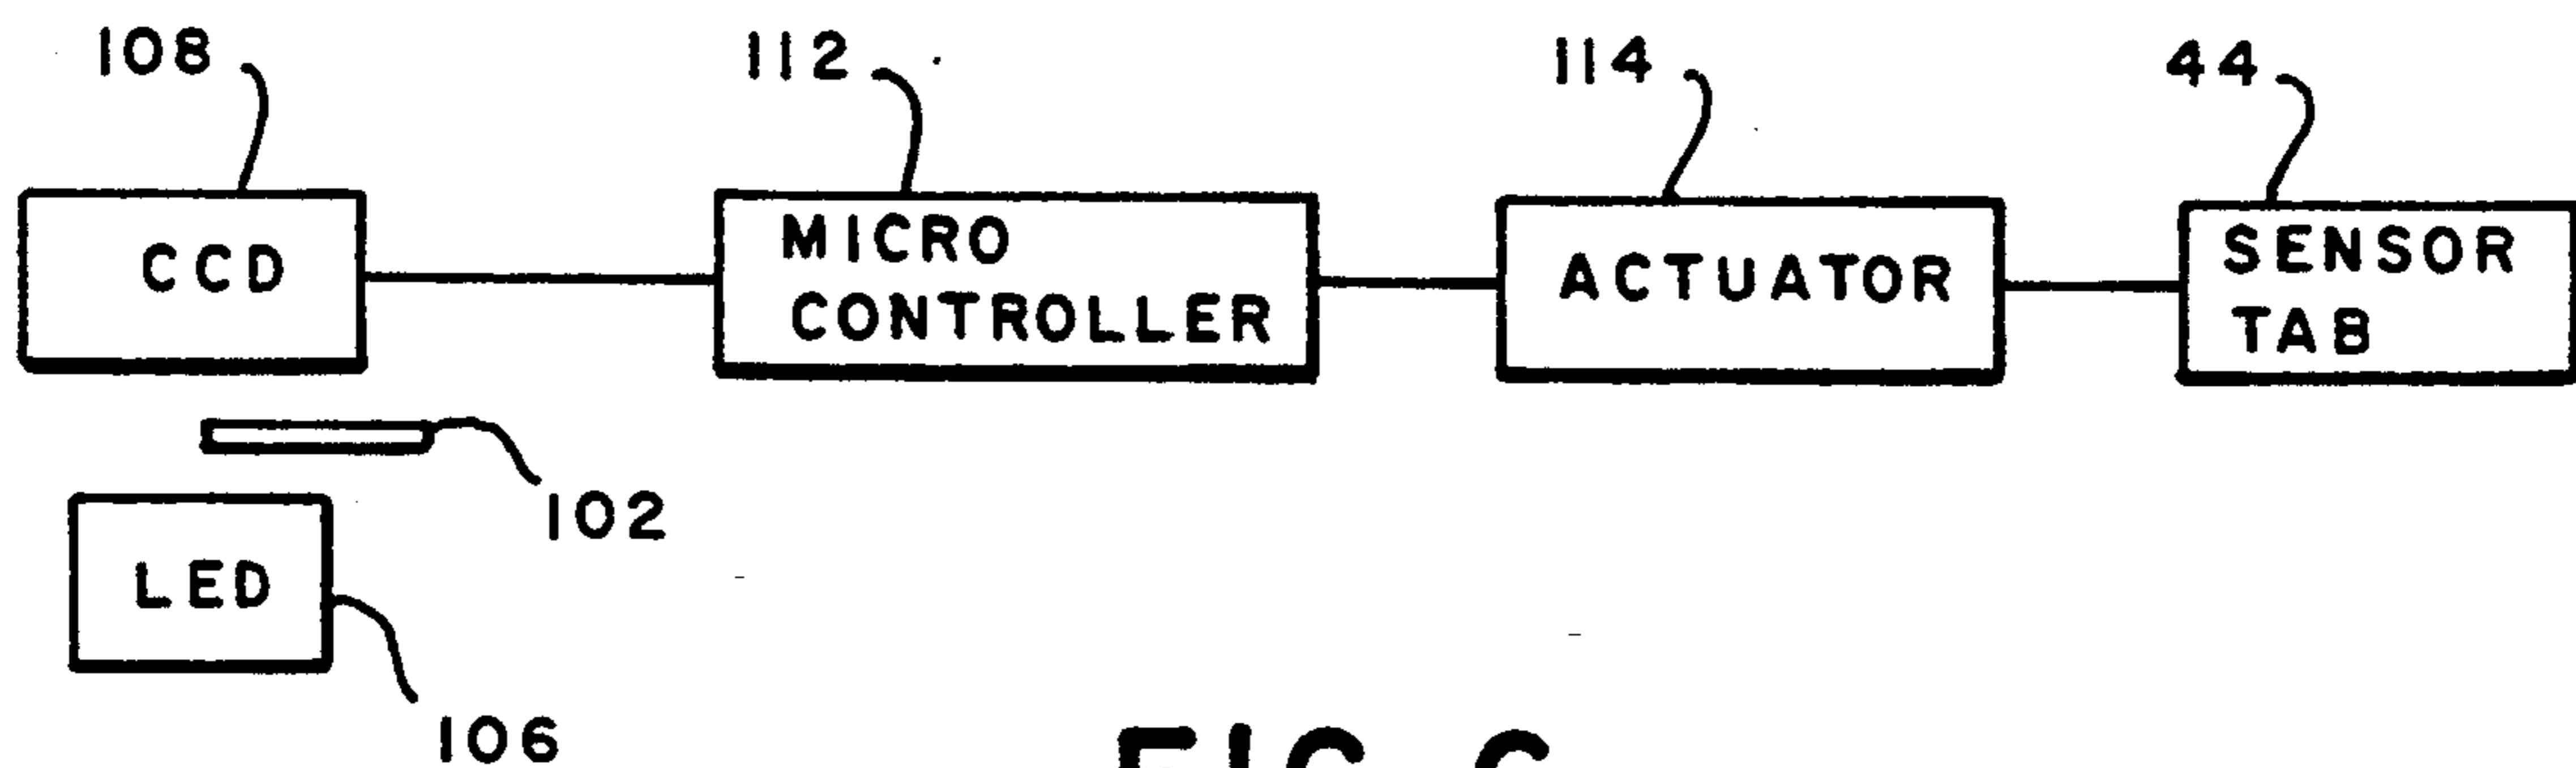 108
112
114
44
CCD
MICRO
CONTROLLER
ACTUATOR
SENSOR
TAB
102
LED
106